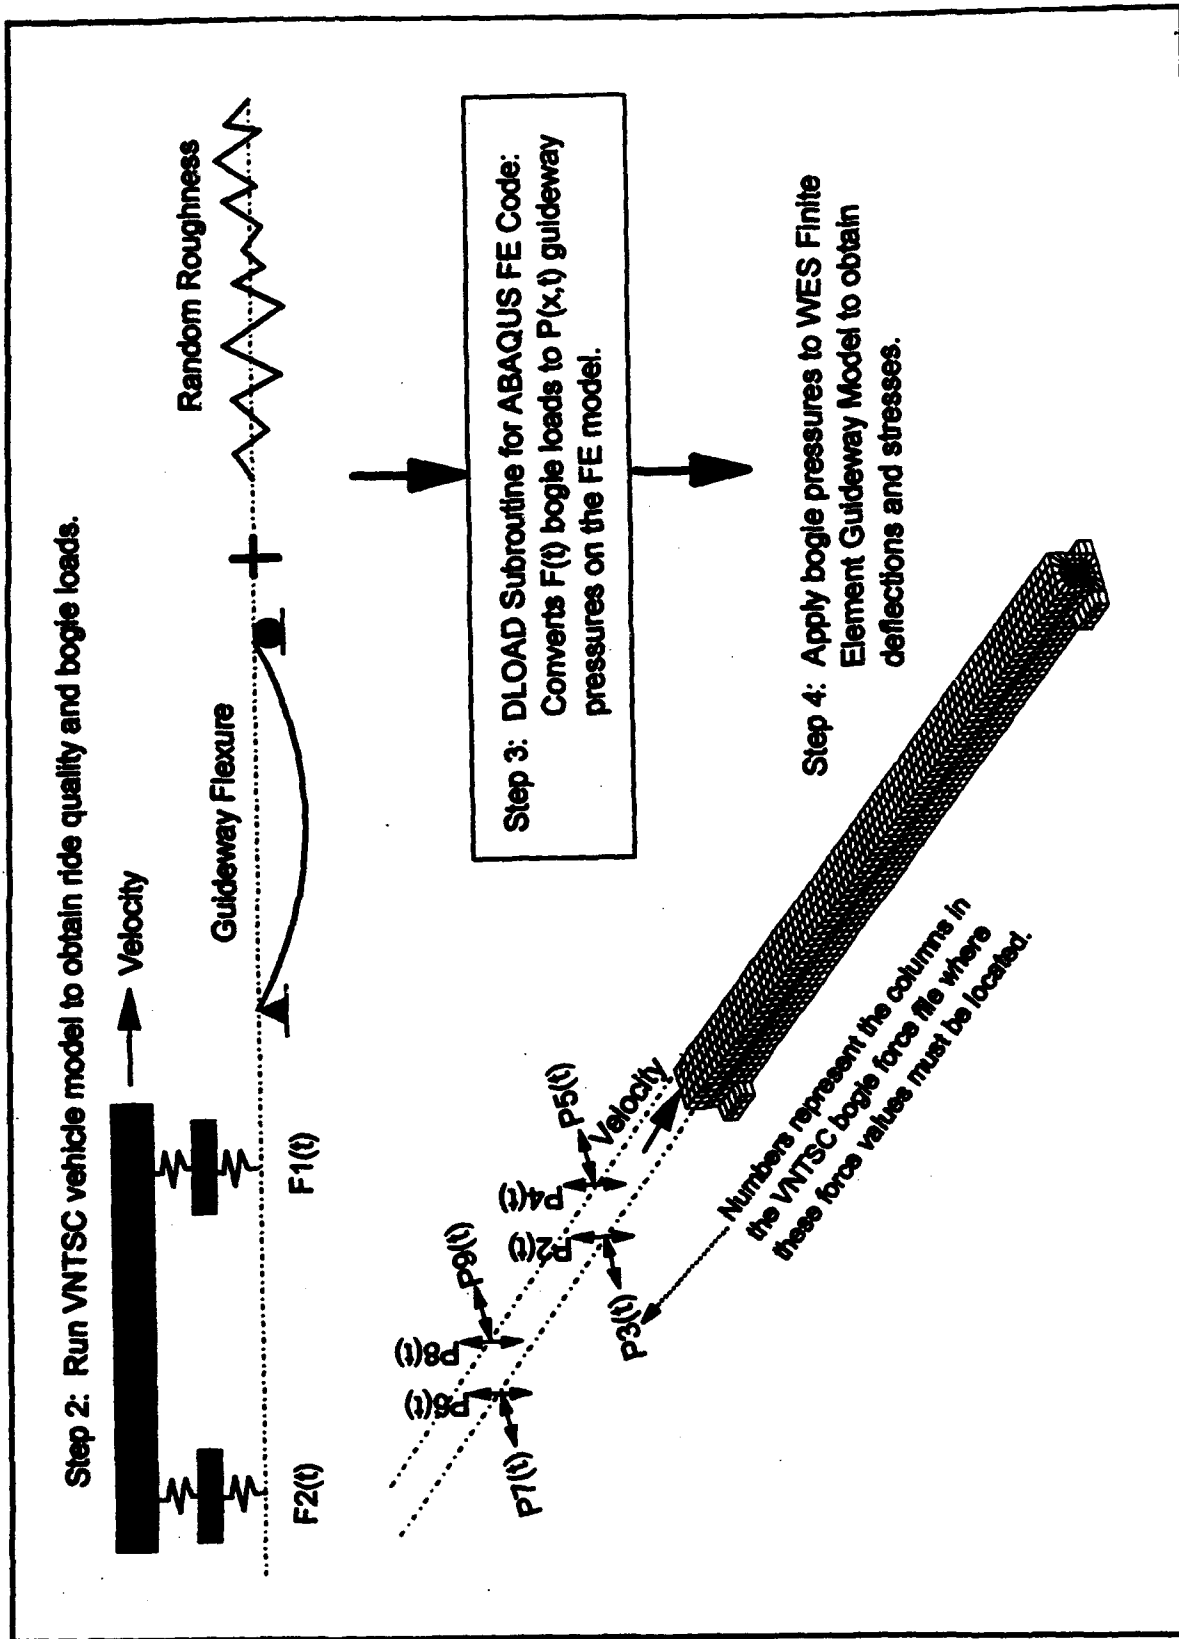 Step 2: Run VNTSC vehicle model to obtain ride quality and bogie loads.
Velocity
Guideway Flexure
Random Roughness
F2(t)
F1(t)
Step 3: DLOAD Subroutine for ABAQUS FE Code:
Converts F(t) bogie loads to P(x,t) guideway
pressures on the FE model.
P8(t)
P9(t)
P6(t)
P7(t)
P4(t)
P5(t)
P2(t)
P3(t)
Velocity
Numbers represent the columns in
the VNTSC bogie force file where
these force values must be located.
Step 4: Apply bogie pressures to WES Finite
Element Guideway Model to obtain
deflections and stresses.